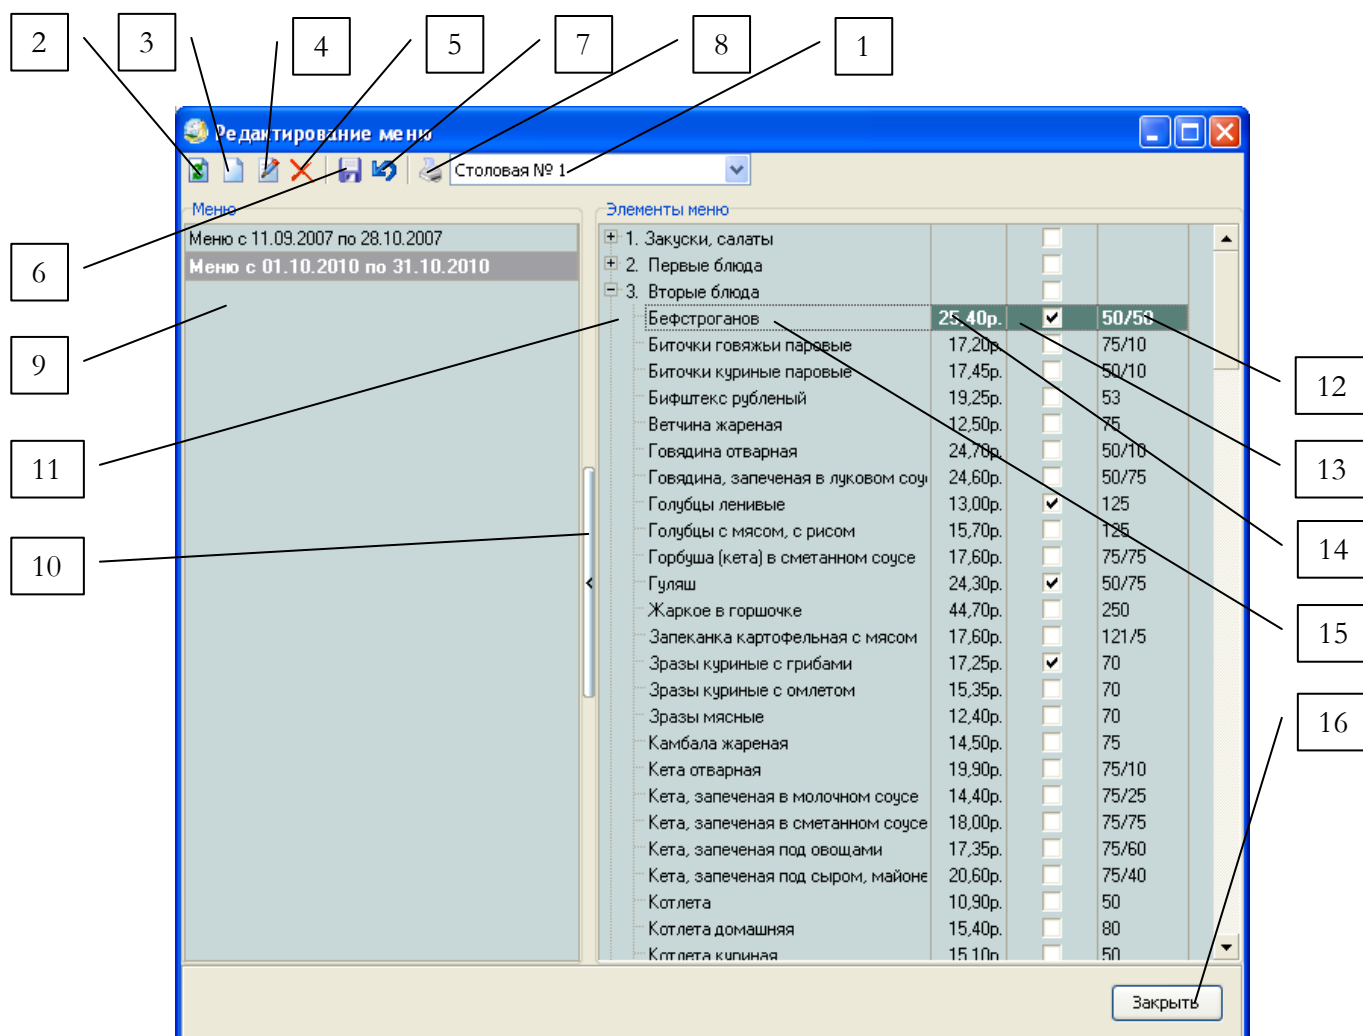 2 3 4 5 7 8 1
Редактирование меню
Столовая № 1
Меню
Элементы меню
Меню с 11.09.2007 по 28.10.2007
Меню с 01.10.2010 по 31.10.2010
1. Закуски, салаты
2. Первые блюда
3. Вторые блюда
Бефстроганов 25,40р. 50/50
Биточки говяжьи паровые 17,20р. 75/10
Биточки куриные паровые 17,45р. 50/10
Бифштекс рубленый 19,25р. 53
Ветчина жареная 12,50р. 75
Говядина отварная 24,70р. 50/10
Говядина, запеченая в луковом соу 24,60р. 50/75
Голубцы ленивые 13,00р. 125
Голубцы с мясом, с рисом 15,70р. 125
Горбуша (кета) в сметанном соусе 17,60р. 75/75
Гуляш 24,30р. 50/75
Жаркое в горшочке 44,70р. 250
Запеканка картофельная с мясом 17,60р. 121/5
Зразы куриные с грибами 17,25р. 70
Зразы куриные с омлетом 15,35р. 70
Зразы мясные 12,40р. 70
Камбала жареная 14,50р. 75
Кета отварная 19,90р. 75/10
Кета, запеченая в молочном соусе 14,40р. 75/25
Кета, запеченая в сметанном соусе 18,00р. 75/75
Кета, запеченая под овощами 17,35р. 75/60
Кета, запеченая под сыром, майоне 20,60р. 75/40
Котлета 10,90р. 50
Котлета домашняя 15,40р. 80
Котлета куриная 15,10р. 50
Закрыть
6
9
11
10
12
13
14
15
16